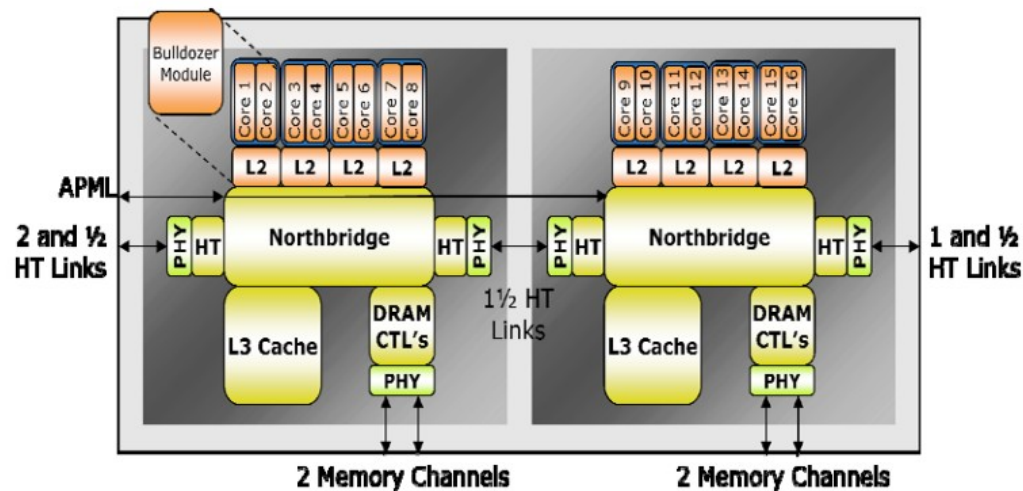 Bulldozer
Module
Core 1
Core 2
Core 3
Core 4
Core 5
Core 6
Core 7
Core 8
L2
L2
L2
L2
APML
2 and ½
HT Links
PHY
HT
Northbridge
HT
PHY
L3 Cache
DRAM
CTL's
PHY
2 Memory Channels
1½ HT
Links
Core 9
Core 10
Core 11
Core 12
Core 13
Core 14
Core 15
Core 16
L2
L2
L2
L2
PHY
HT
Northbridge
HT
PHY
1 and ½
HT Links
L3 Cache
DRAM
CTL's
PHY
2 Memory Channels